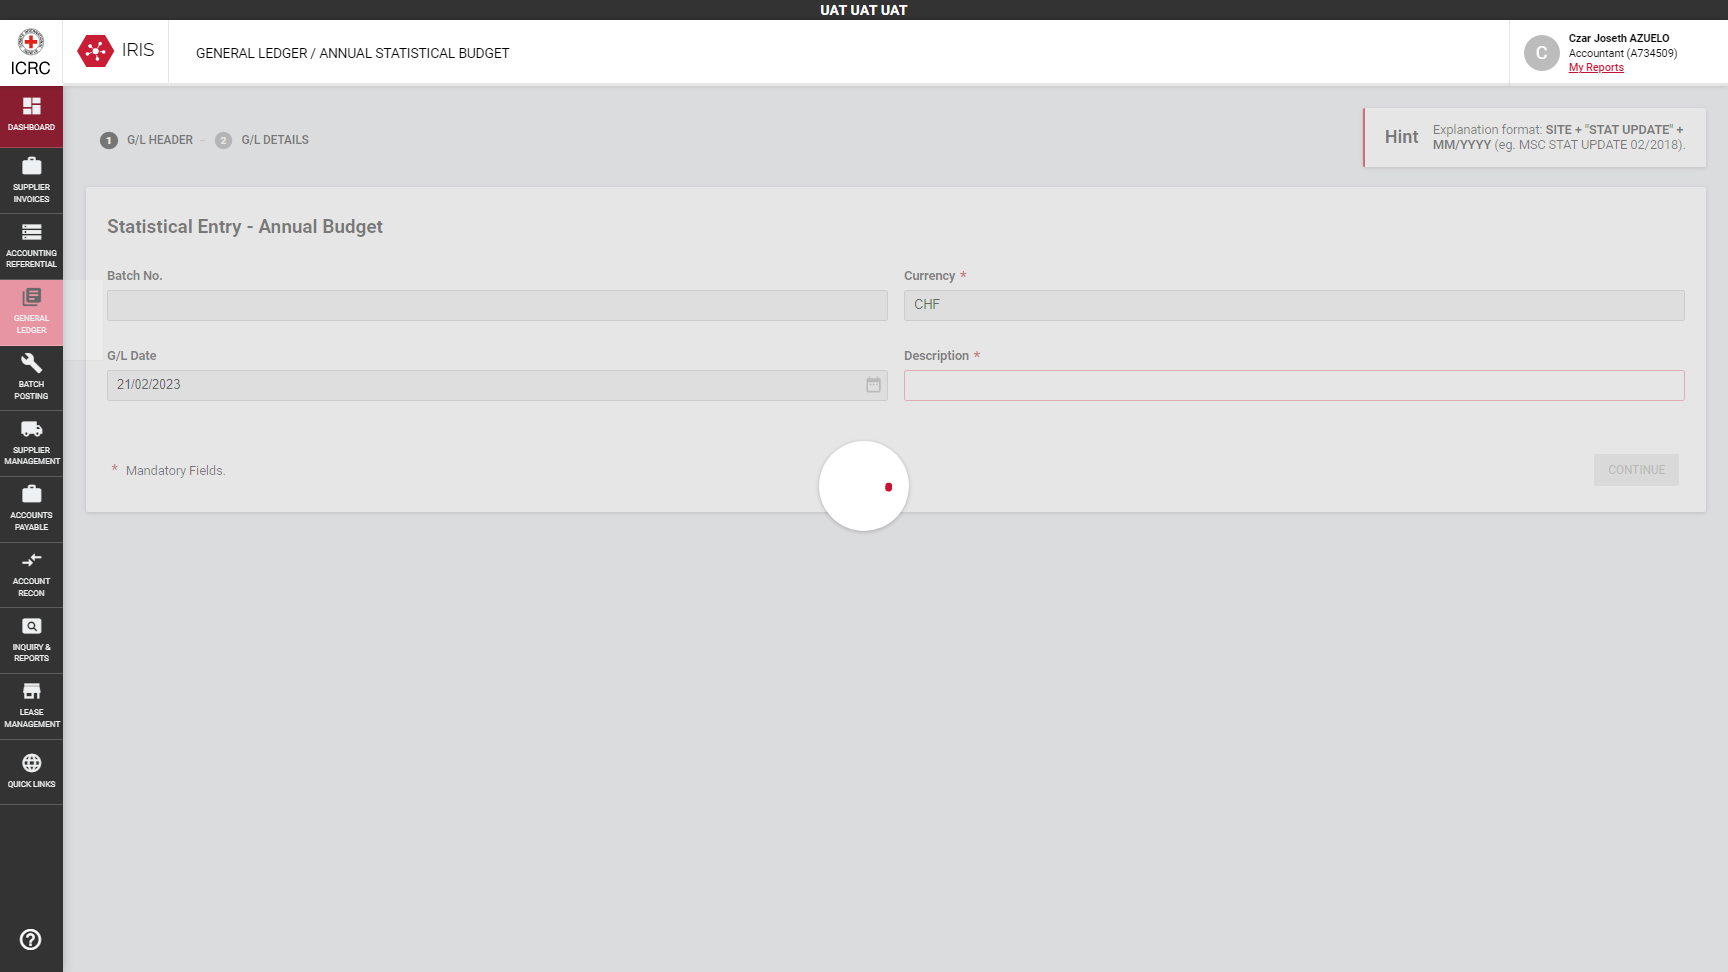 UAT UAT UAT
ICRC
IRIS
GENERAL LEDGER / ANNUAL STATISTICAL BUDGET
C
Czar Joseth AZUELO
Accountant (A734509)
My Reports
DASHBOARD
SUPPLIER
INVOICES
ACCOUNTING
REFERENTIAL
GENERAL
LEDGER
BATCH
POSTING
SUPPLIER
MANAGEMENT
ACCOUNTS
PAYABLE
ACCOUNT
RECON
INQUIRY &
REPORTS
LEASE
MANAGEMENT
QUICK LINKS
1 G/L HEADER - 2 G/L DETAILS
Hint
Explanation format: SITE + "STAT UPDATE" +
MM/YYYY (eg. MSC STAT UPDATE 02/2018).
Statistical Entry - Annual Budget
Batch No.
Currency *
CHF
G/L Date
21/02/2023
Description *
* Mandatory Fields.
CONTINUE